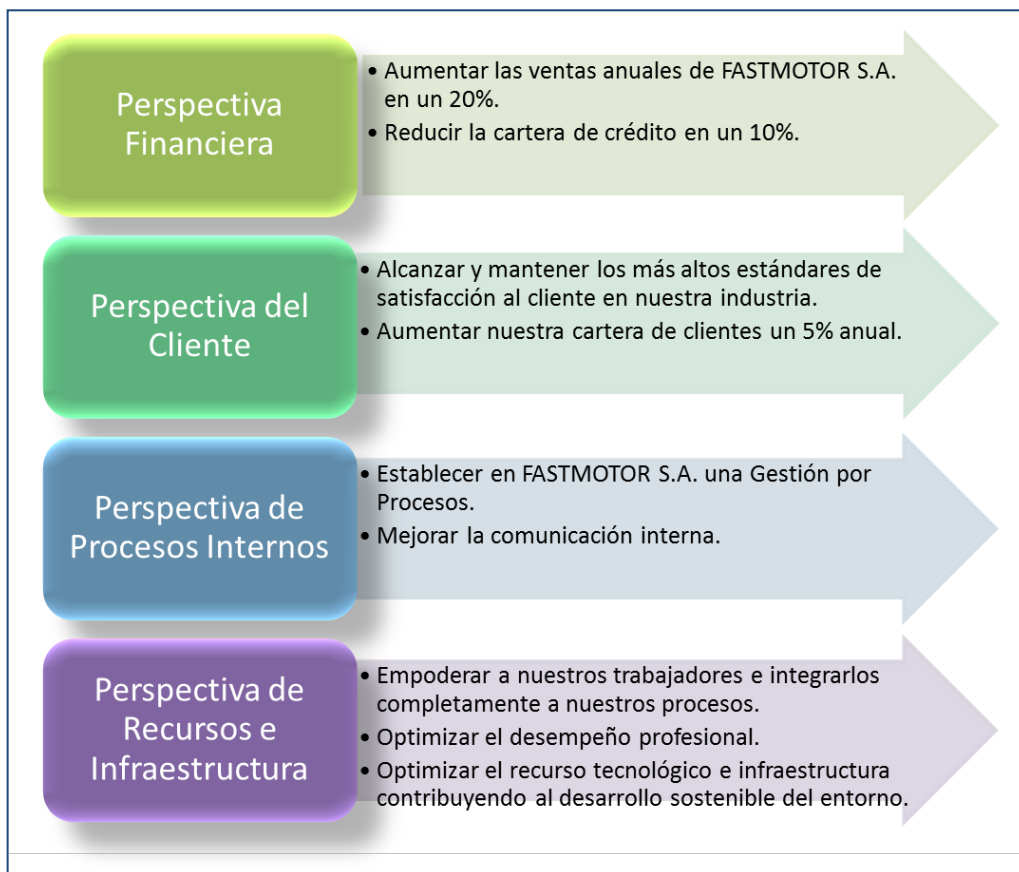 Perspectiva
Financiera
• Aumentar las ventas anuales de FASTMOTOR S.A.
en un 20%.
• Reducir la cartera de crédito en un 10%.
Perspectiva del
Cliente
• Alcanzar y mantener los más altos estándares de
satisfacción al cliente en nuestra industria.
• Aumentar nuestra cartera de clientes un 5% anual.
Perspectiva de
Procesos Internos
• Establecer en FASTMOTOR S.A. una Gestión por
Procesos.
• Mejorar la comunicación interna.
Perspectiva de
Recursos e
Infraestructura
• Empoderar a nuestros trabajadores e integrarlos
completamente a nuestros procesos.
• Optimizar el desempeño profesional.
• Optimizar el recurso tecnológico e infraestructura
contribuyendo al desarrollo sostenible del entorno.